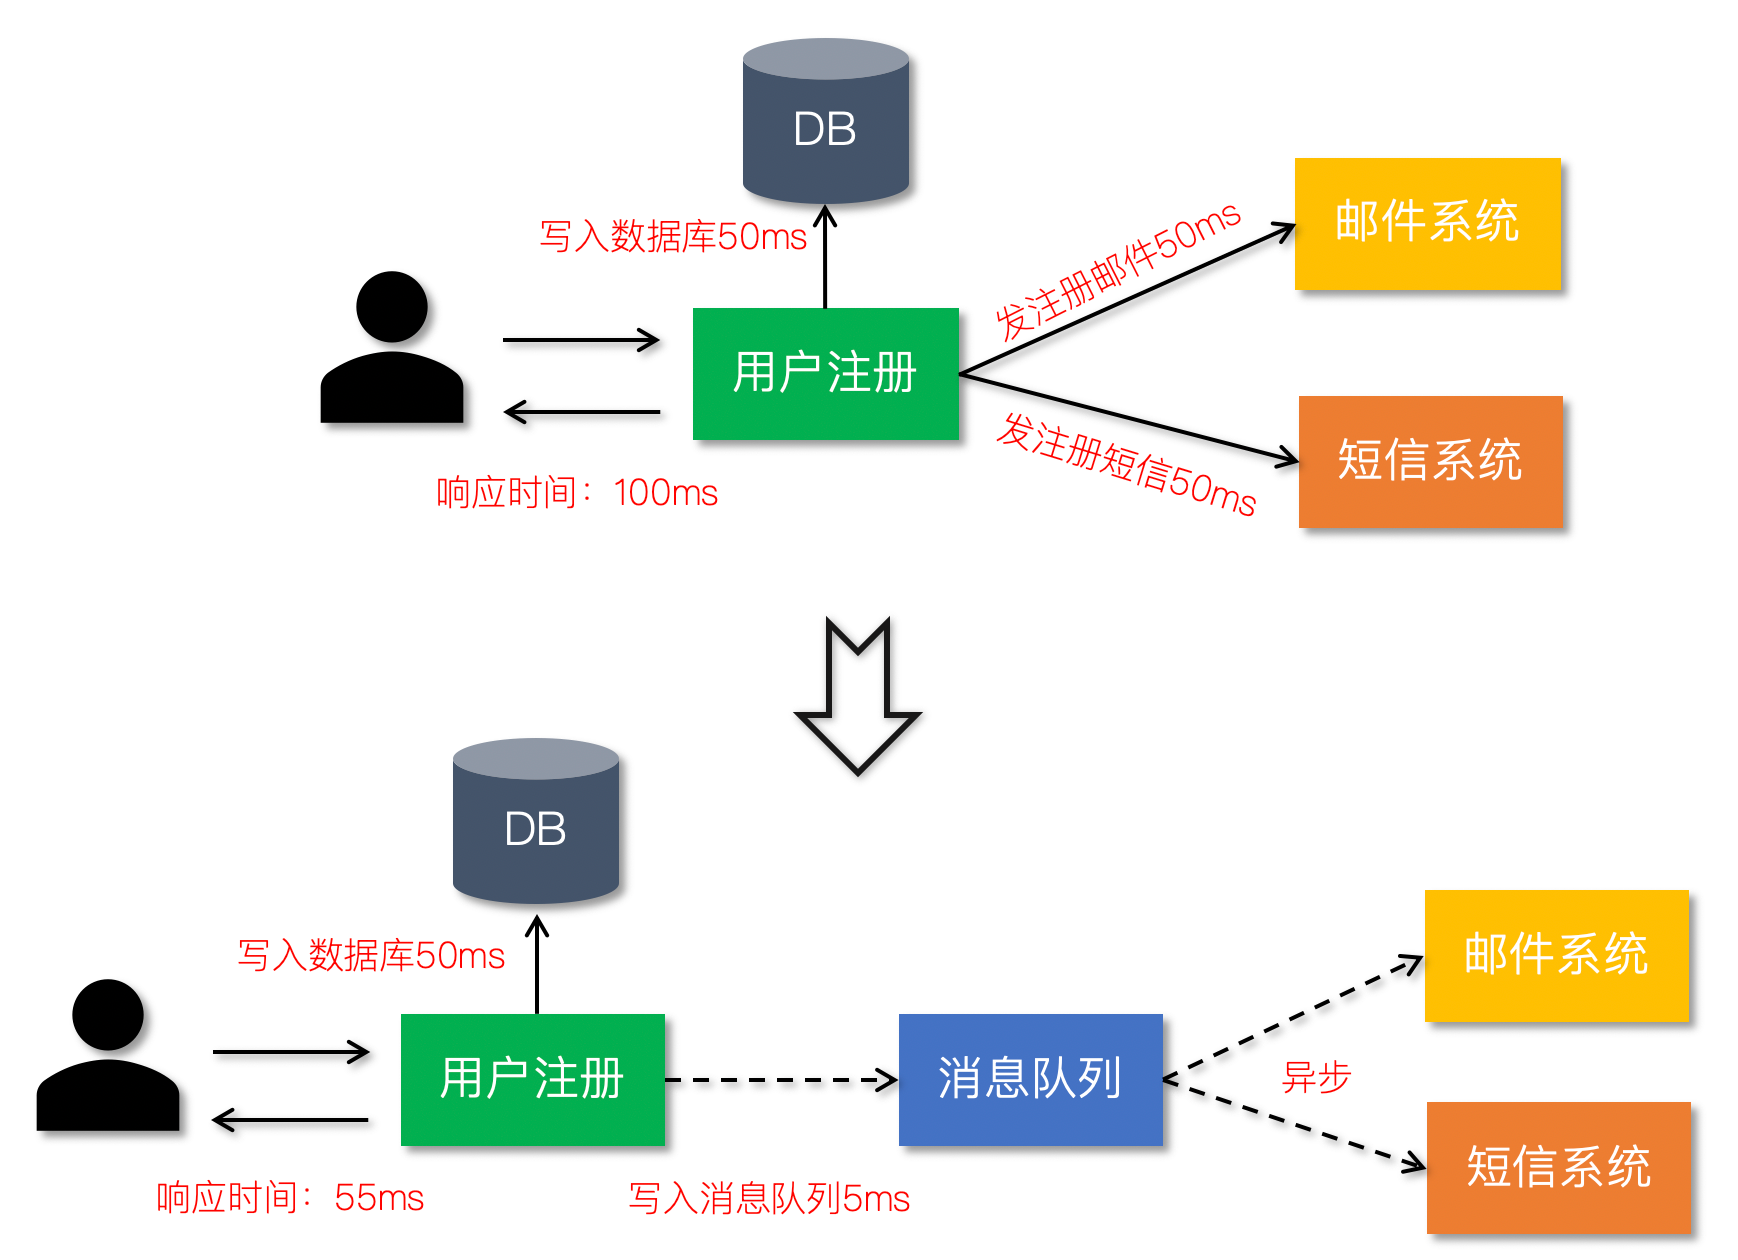 DB
写入数据库50ms
发注册邮件50ms
邮件系统
用户注册
发注册短信50ms
短信系统
响应时间：100ms
DB
写入数据库50ms
邮件系统
用户注册
消息队列
异步
短信系统
响应时间：55ms
写入消息队列5ms